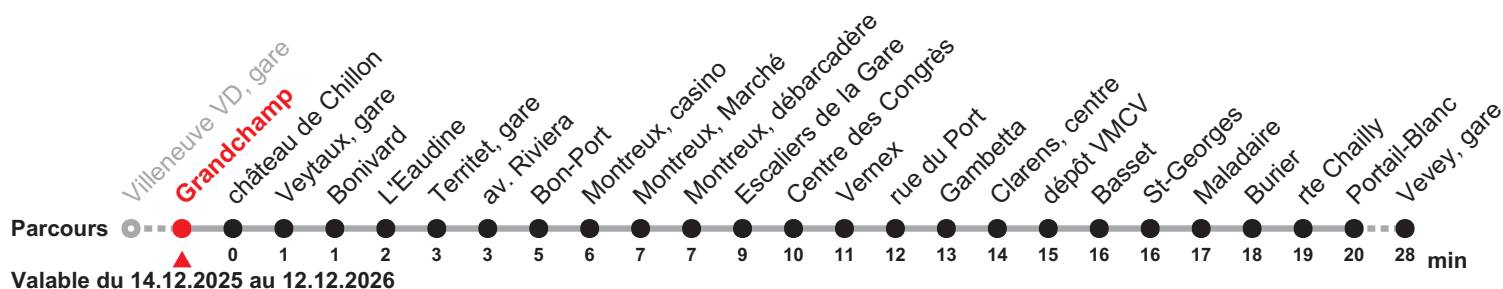 Villeneuve VD, gare
Grandchamp
château de Chillon
Veytaux, gare
Bonivard
L'Eaudine
Territet, gare
av. Riviera
Bon-Port
Montreux, casino
Montreux, Marché
Montreux, débarcadère
Escaliers de la Gare
Centre des Congrès
Vernex
rue du Port
Gambetta
Clarens, centre
dépôt VMCV
Basset
St-Georges
Maladaire
Burier
rte Chailly
Portail-Blanc
Vevey, gare
Parcours
0 1 1 2 3 3 5 6 7 7 9 10 11 12 13 14 15 16 16 17 18 19 20 28 min
Valable du 14.12.2025 au 12.12.2026